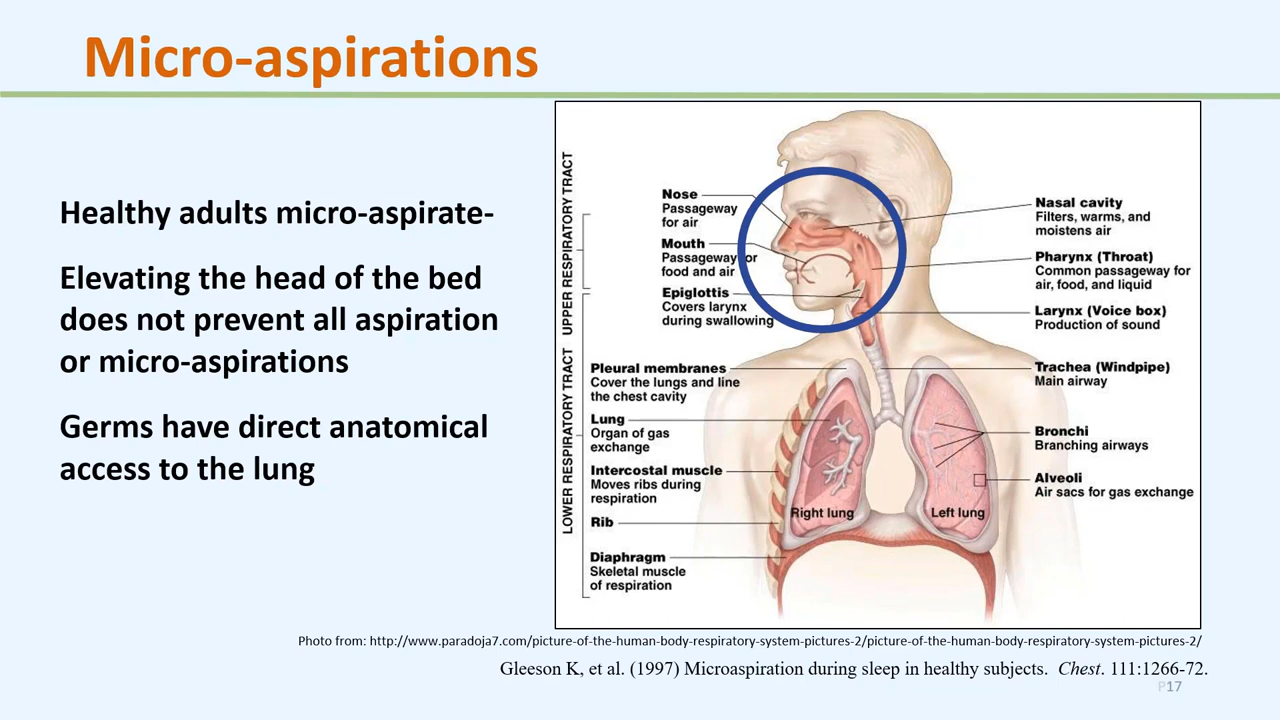 Micro-aspirations
Healthy adults micro-aspirate-
Elevating the head of the bed
does not prevent all aspiration
or micro-aspirations
Germs have direct anatomical
access to the lung
UPPER RESPIRATORY TRACT
LOWER RESPIRATORY TRACT
Nose
Passageway
for air
Mouth
Passageway or
food and air
Epiglottis
Covers larynx
during swallowing
Pleural membranes
Cover the lungs and line
the chest cavity
Lung
Organ of gas
exchange
Intercostal muscle
Moves ribs during
respiration
Rib
Diaphragm
Skeletal muscle
of respiration
Right lung
Left lung
Nasal cavity
Filters, warms, and
moistens air
Pharynx (Throat)
Common passageway for
air, food, and liquid
Larynx (Voice box)
Production of sound
Trachea (Windpipe)
Main airway
Bronchi
Branching airways
Alveoli
Air sacs for gas exchange
Photo from: http://www.paradoja7.com/picture-of-the-human-body-respiratory-system-pictures-2/picture-of-the-human-body-respiratory-system-pictures-2/
Gleeson K, et al. (1997) Microaspiration during sleep in healthy subjects. Chest. 111:1266-72.
P17